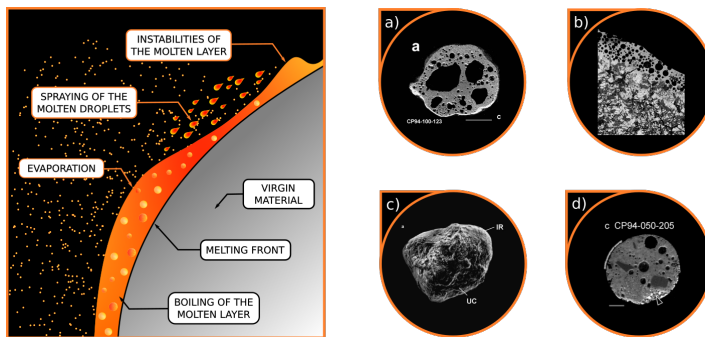 INSTABILITIES OF
THE MOLTEN LAYER
SPRAYING OF THE
MOLTEN DROPLETS
EVAPORATION
VIRGIN
MATERIAL
MELTING FRONT
BOILING OF THE
MOLTEN LAYER
a)
a
CP94-100-123
c
b)
c)
a
IR
UC
d)
c CP94-050-205